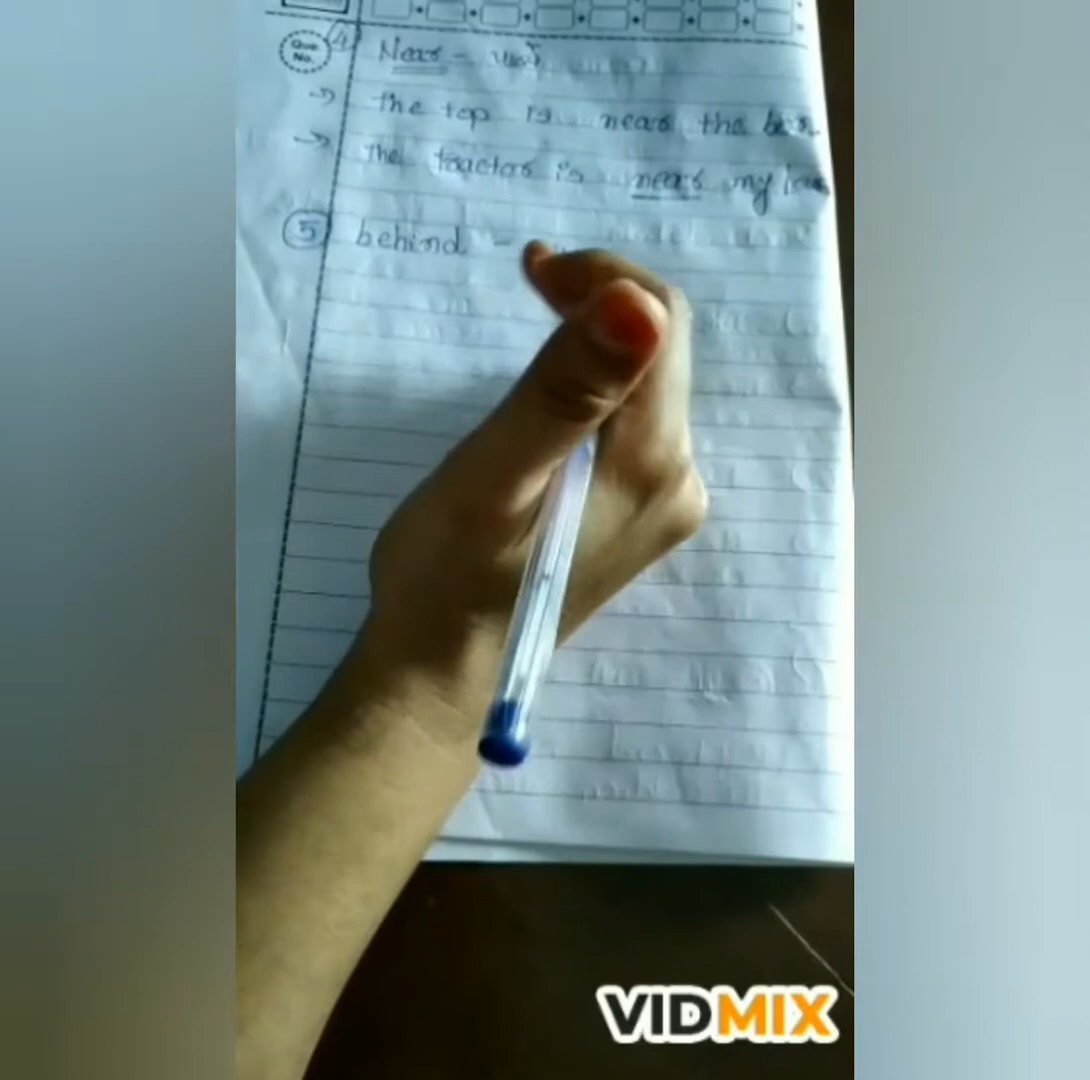 Que. No.
4 Near -
→ The top is near the box
→ The tractor is near my
5 behind -
VIDMIX